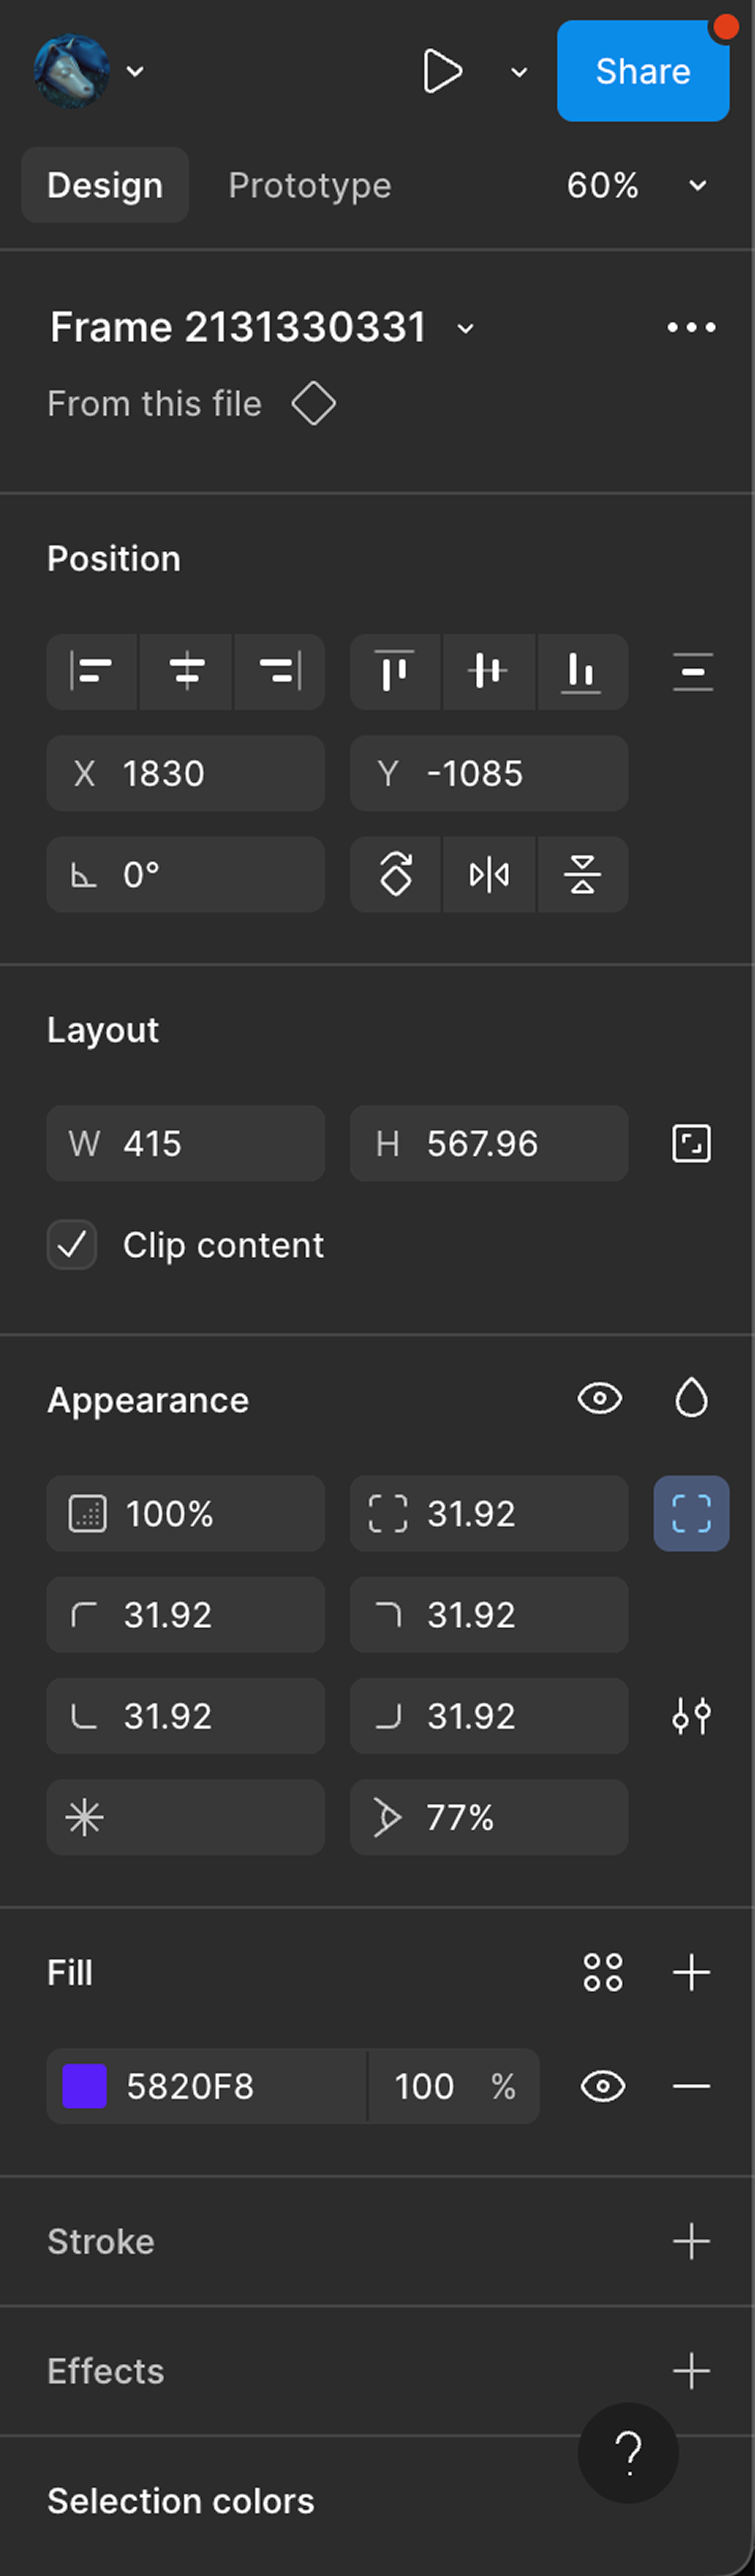 Share
Design Prototype 60%
Frame 2131330331
From this file
Position
X 1830 Y -1085
0°
Layout
W 415 H 567.96
Clip content
Appearance
100% 31.92
31.92 31.92
31.92 31.92
77%
Fill
5820F8 100 %
Stroke
Effects
?
Selection colors